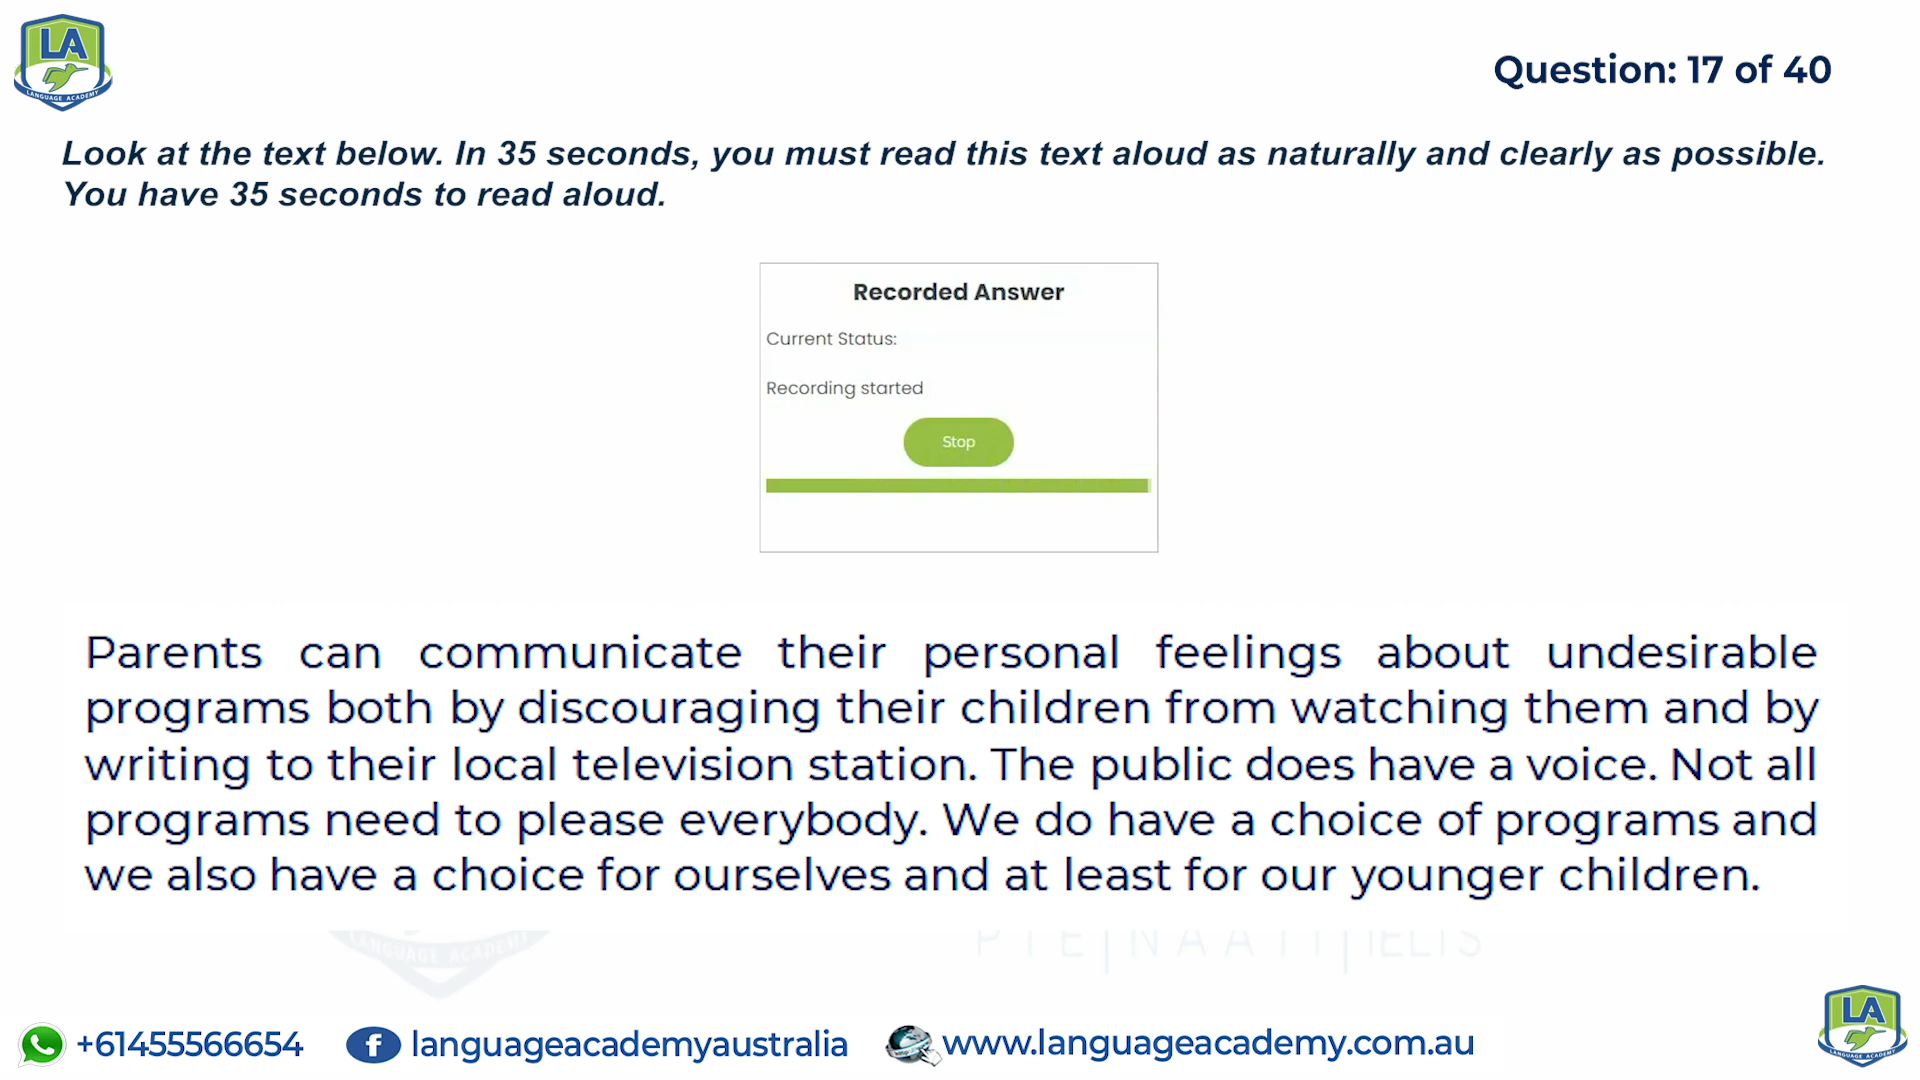 LA
LANGUAGE ACADEMY
Question: 17 of 40
Look at the text below. In 35 seconds, you must read this text aloud as naturally and clearly as possible.
You have 35 seconds to read aloud.
Recorded Answer
Current Status:
Recording started
Stop
Parents can communicate their personal feelings about undesirable
programs both by discouraging their children from watching them and by
writing to their local television station. The public does have a voice. Not all
programs need to please everybody. We do have a choice of programs and
we also have a choice for ourselves and at least for our younger children.
LANGUAGE ACADEMY
PTE|NAATI|IELTS
+61455566654
languageacademyaustralia
www.languageacademy.com.au
LA
LANGUAGE ACADEMY